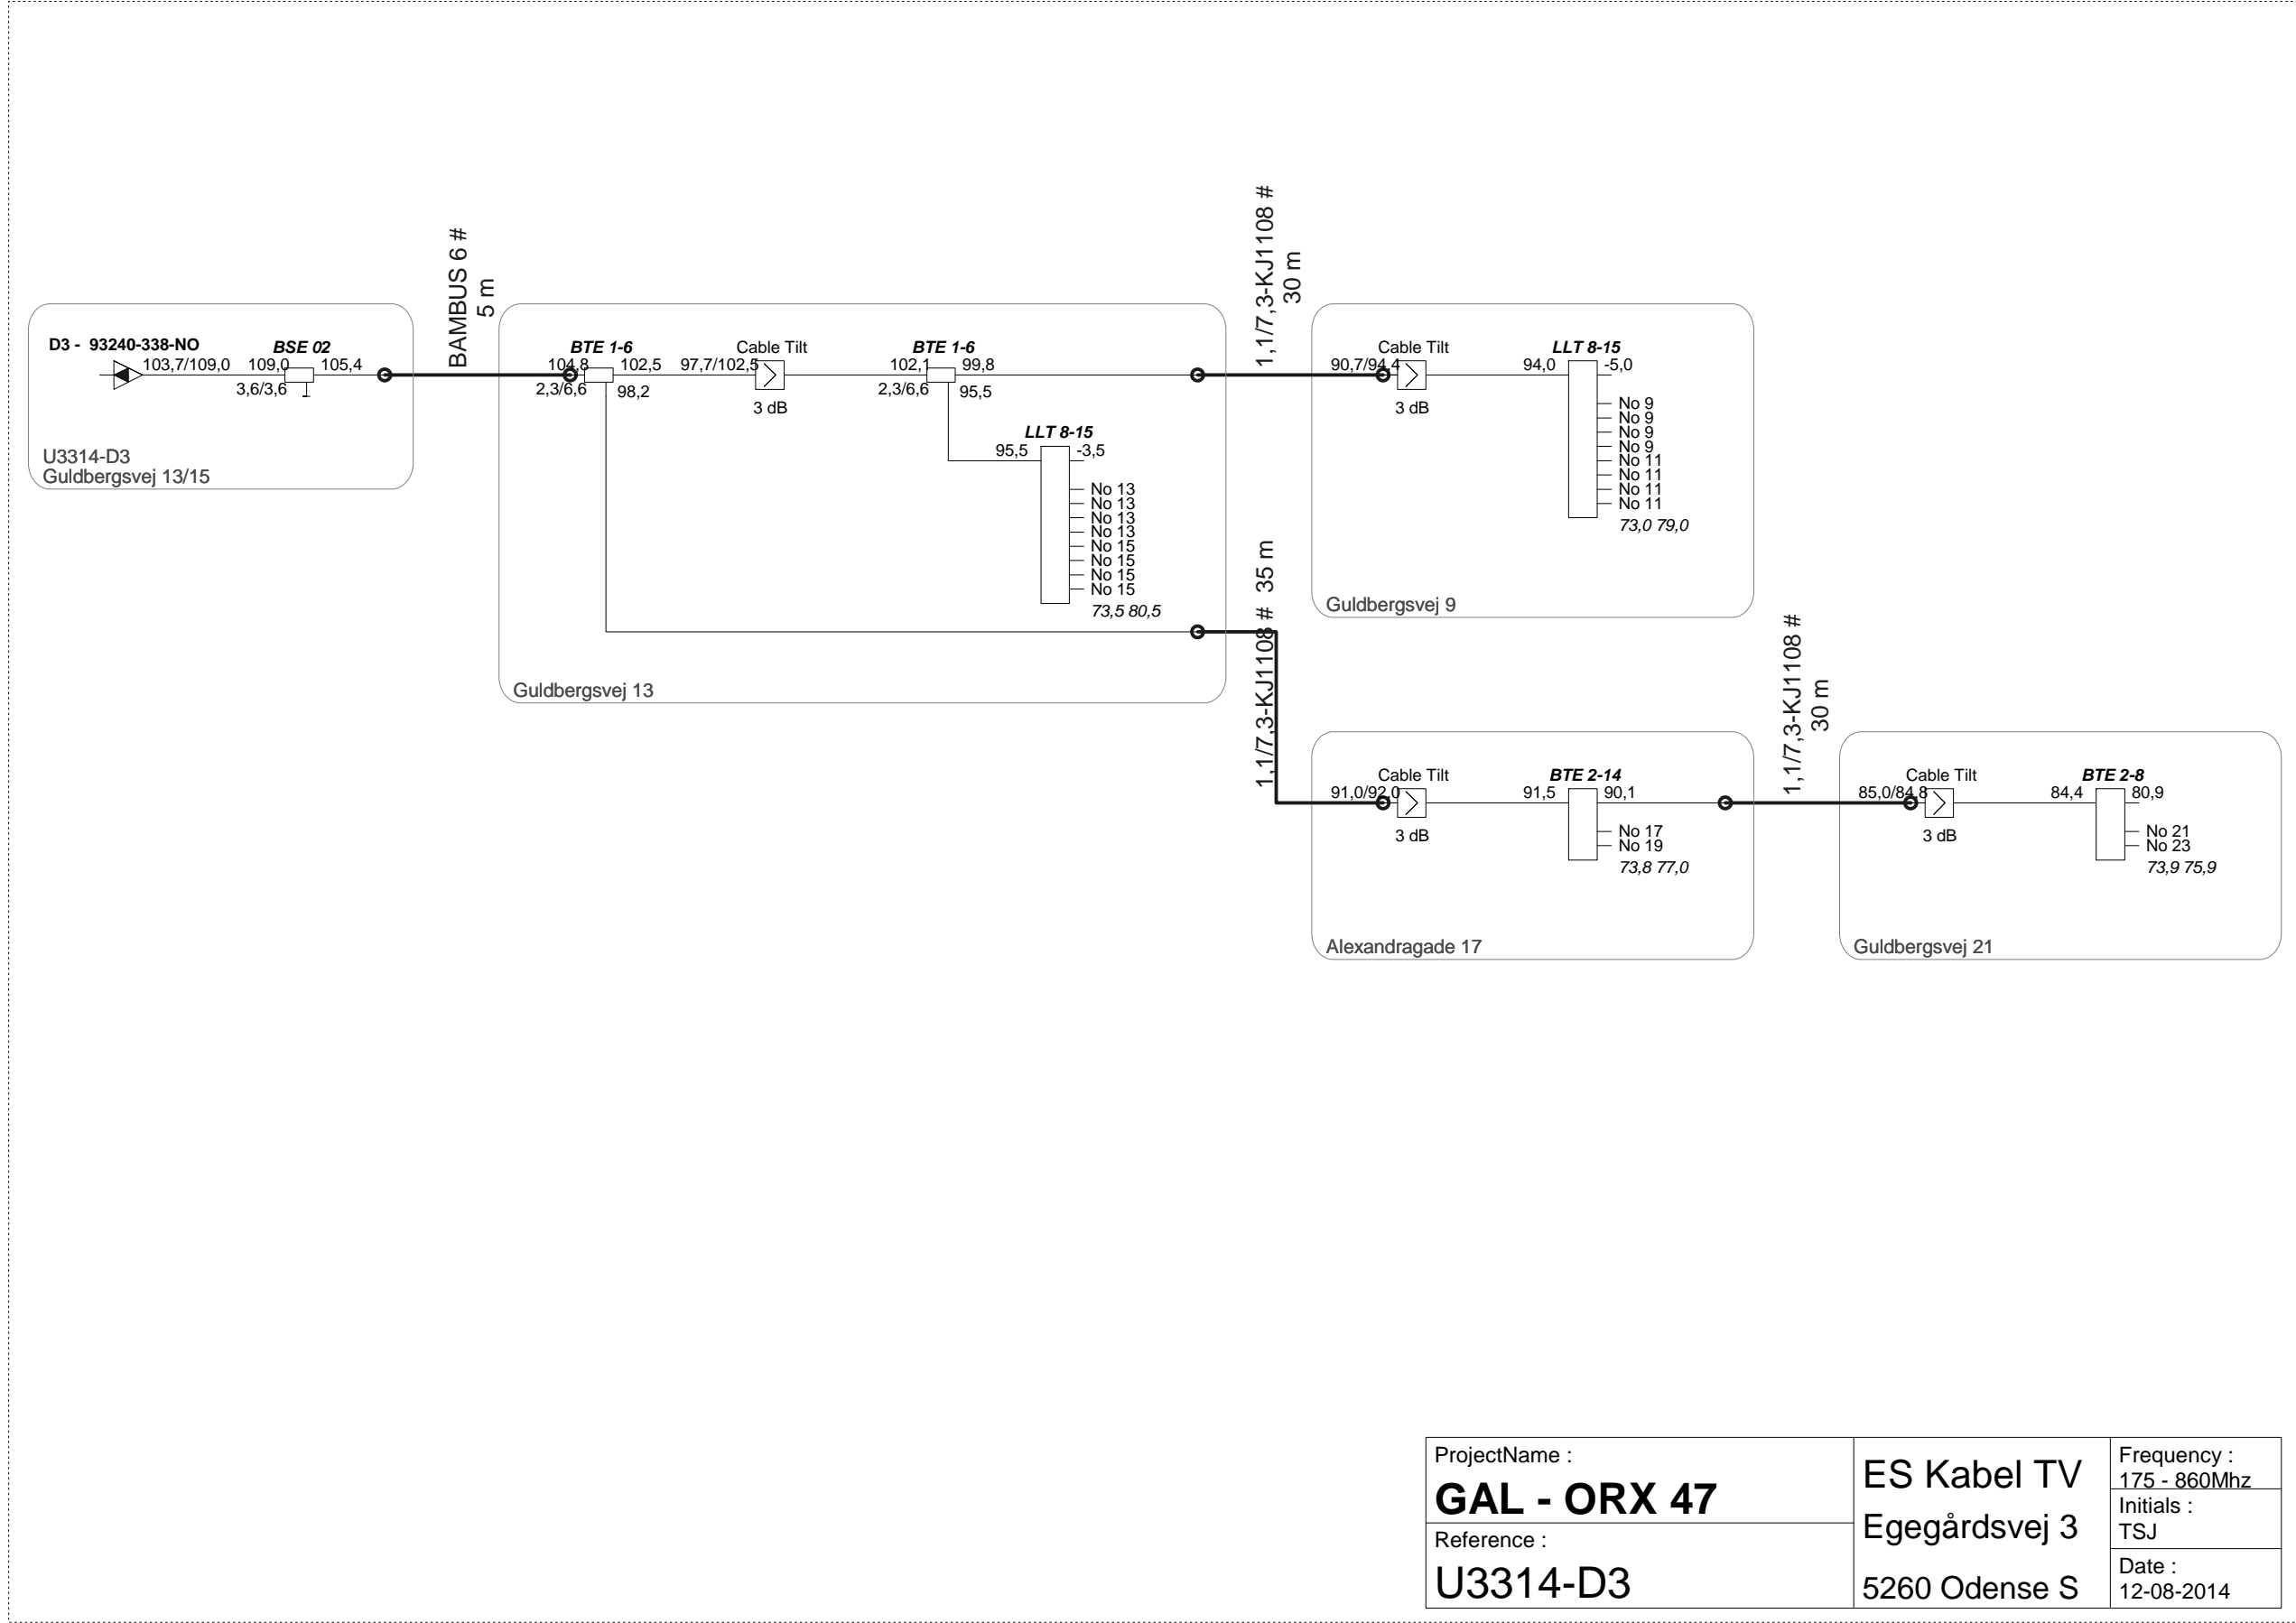 BAMBUS 6 #
5 m
1,1/7,3-KJ1108 #
30 m
D3 - 93240-338-NO
103,7/109,0
BSE 02
109,0
105,4
3,6/3,6
U3314-D3
Guldbergsvej 13/15
BTE 1-6
104,8
102,5
2,3/6,6
98,2
Cable Tilt
97,7/102,5
3 dB
BTE 1-6
102,1
99,8
2,3/6,6
95,5
LLT 8-15
95,5
-3,5
No 13
No 13
No 13
No 13
No 15
No 15
No 15
No 15
73,5 80,5
Guldbergsvej 13
Cable Tilt
90,7/94,4
3 dB
LLT 8-15
94,0
-5,0
No 9
No 9
No 9
No 9
No 11
No 11
No 11
No 11
73,0 79,0
Guldbergsvej 9
1,1/7,3-KJ1108 # 35 m
Cable Tilt
91,0/92,0
3 dB
BTE 2-14
91,5
90,1
No 17
No 19
73,8 77,0
Alexandragade 17
1,1/7,3-KJ1108 #
30 m
Cable Tilt
85,0/84,8
3 dB
BTE 2-8
84,4
80,9
No 21
No 23
73,9 75,9
Guldbergsvej 21
ProjectName :
GAL - ORX 47
Reference :
U3314-D3
ES Kabel TV
Egegårdsvej 3
5260 Odense S
Frequency :
175 - 860Mhz
Initials :
TSJ
Date :
12-08-2014